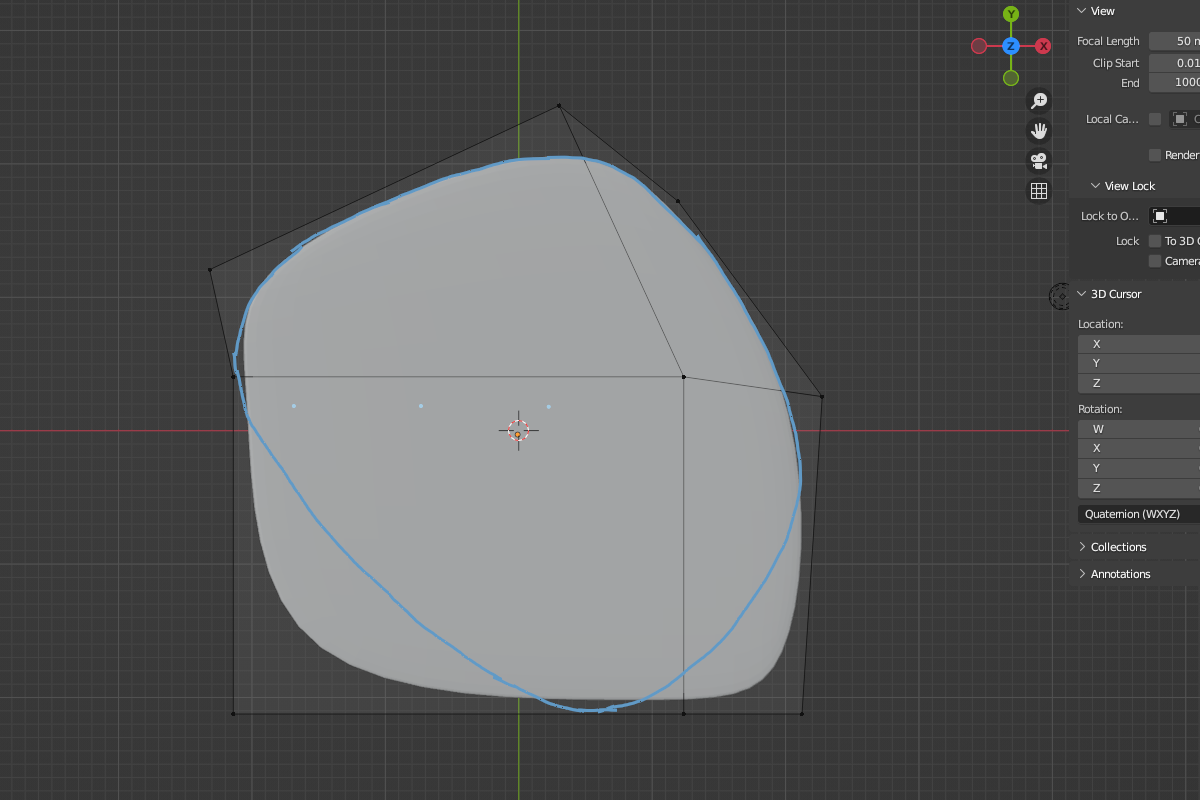 Y
Z
X
View
Focal Length 50
Clip Start 0.01
End 1000
Local Ca...
Render
View Lock
Lock to O...
Lock To 3D
Camera
3D Cursor
Location:
X
Y
Z
Rotation:
W
X
Y
Z
Quaternion (WXYZ)
Collections
Annotations